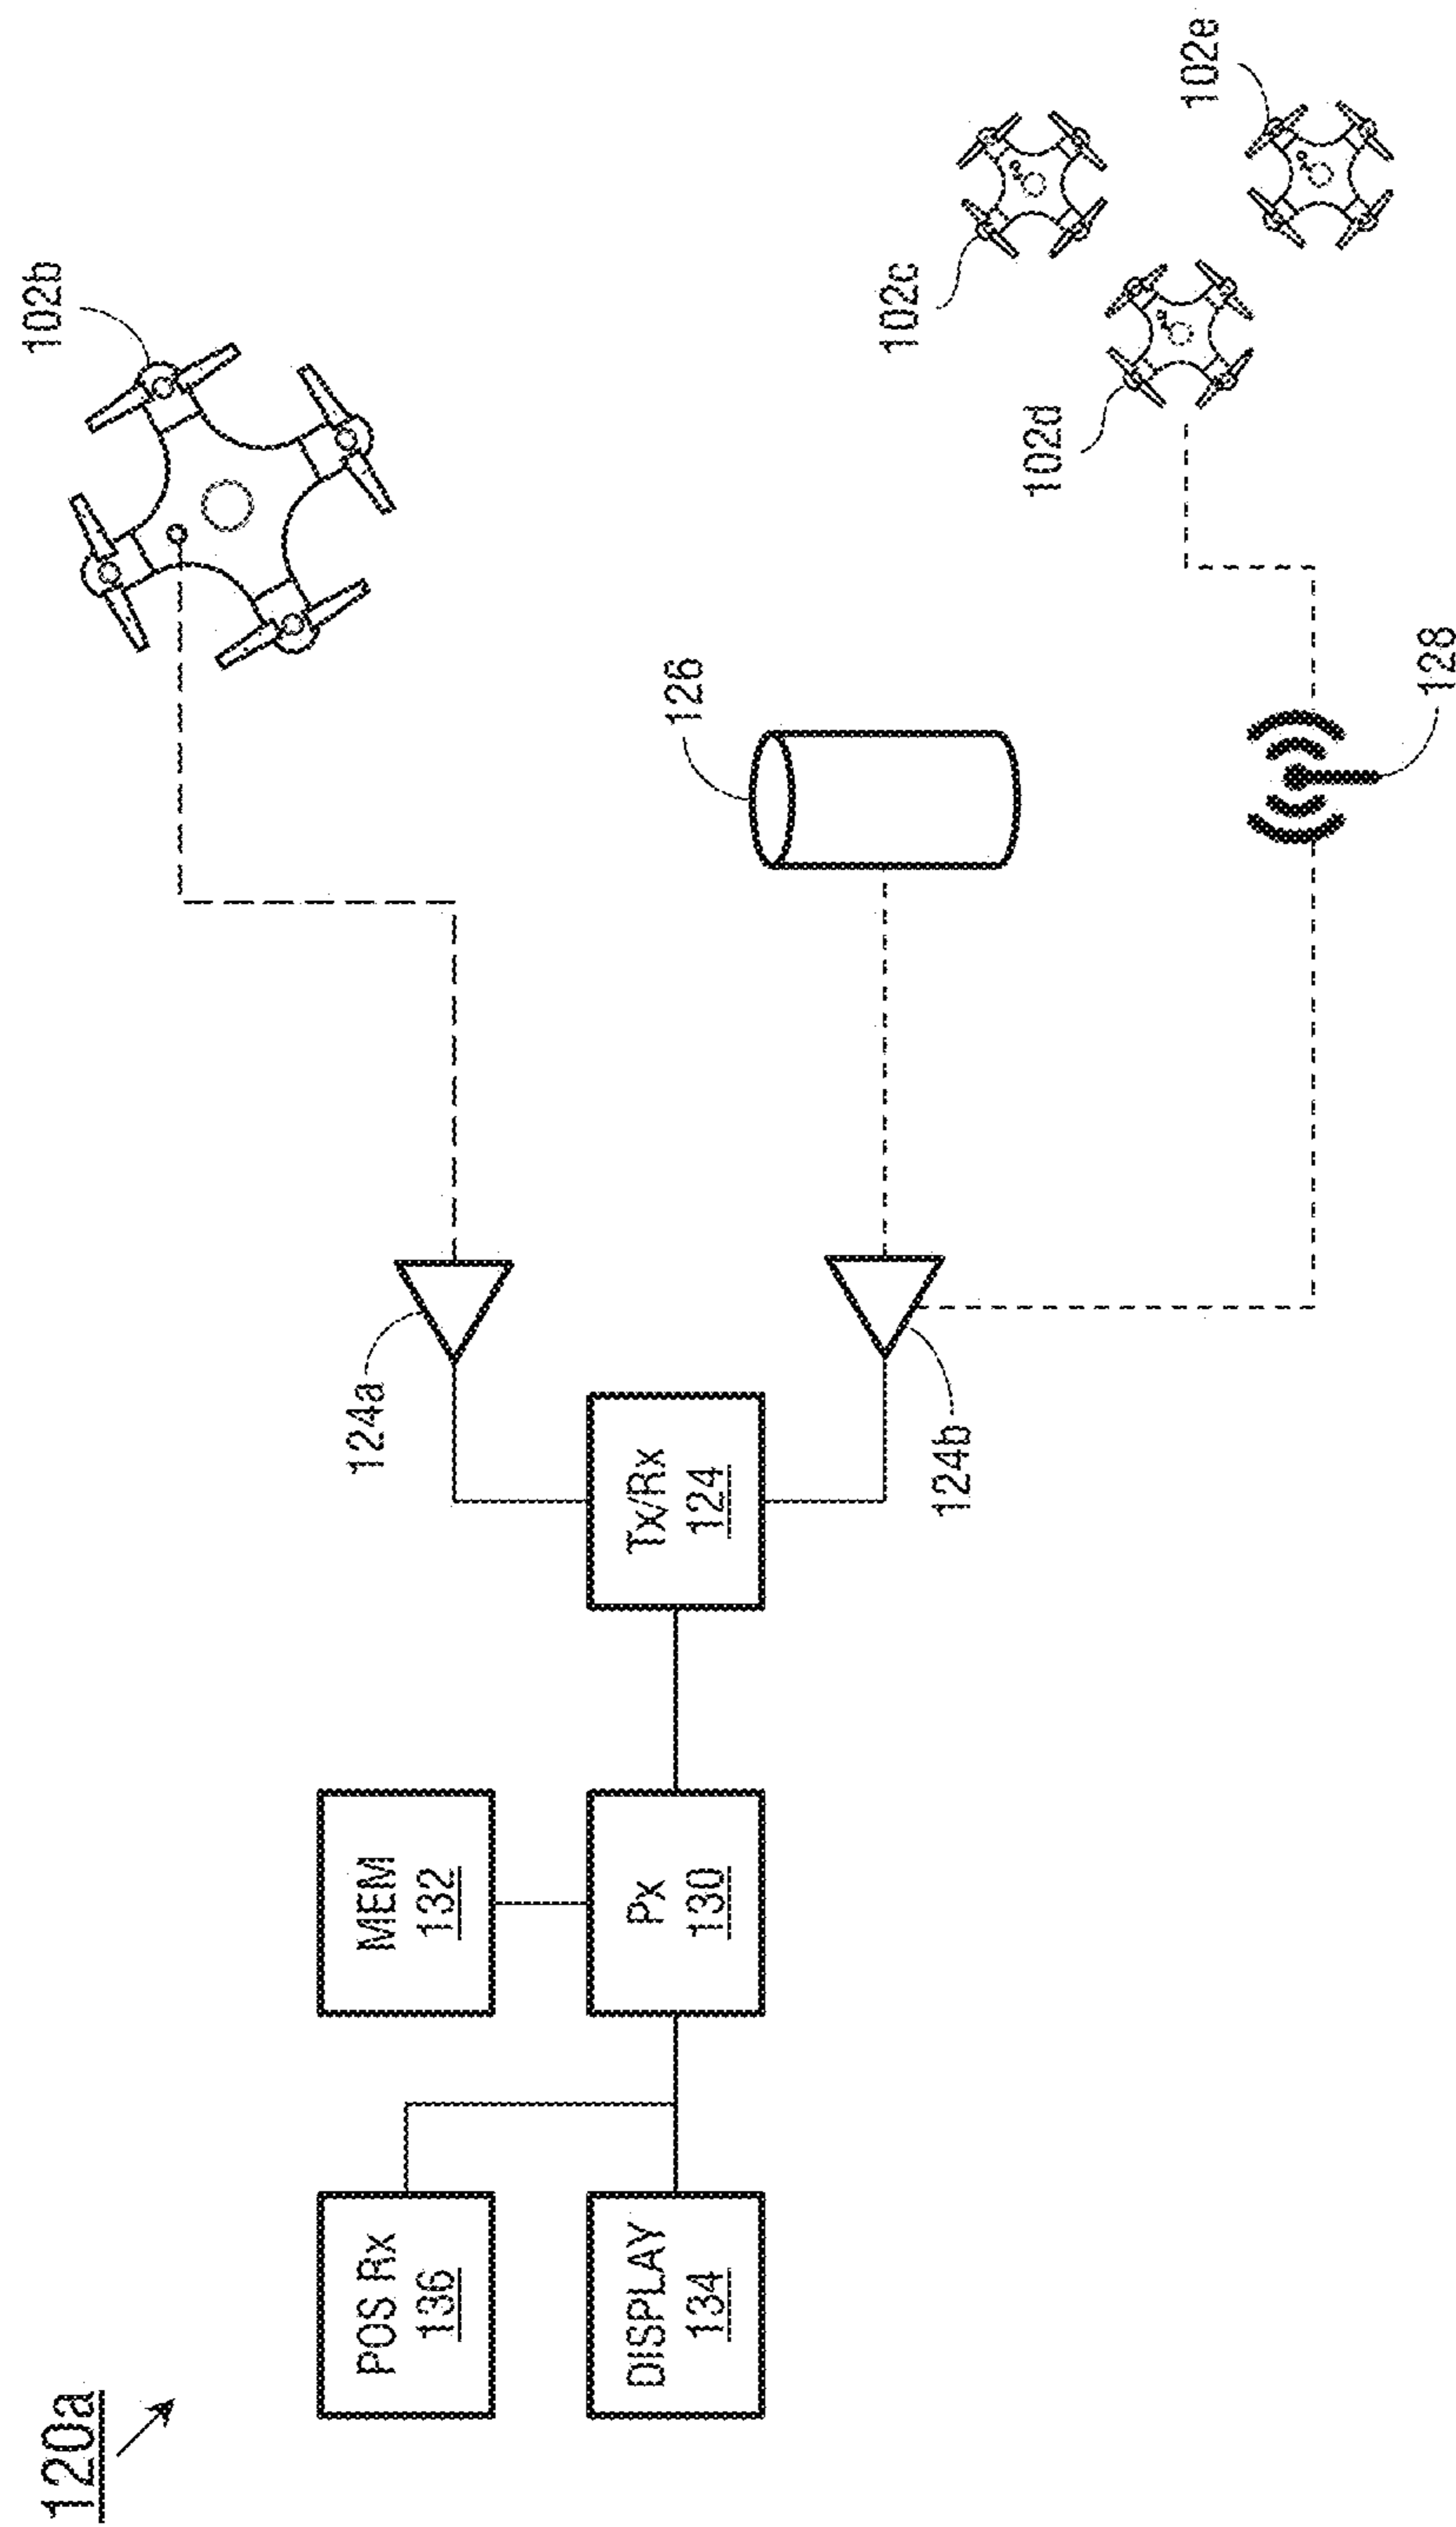 120a
POS Rx
136
DISPLAY
134
MEM
132
Px
130
Tx/Rx
124
124a
124b
126
128
102b
102c
102d
102e